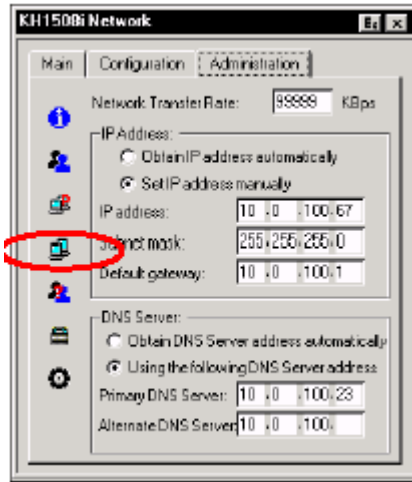 KH1508i Network
Main Configuration Administration
Network Transfer Rate: 99999 KBps
IP Address:
Obtain IP address automatically
Set IP address manually
IP address: 10 .0 .100.67
Subnet mask: 255.255.255.0
Default gateway: 10 .0 .100.1
DNS Server:
Obtain DNS Server address automatically
Using the following DNS Server address
Primary DNS Server: 10 .0 .100.23
Alternate DNS Server: 10 .0 .100.